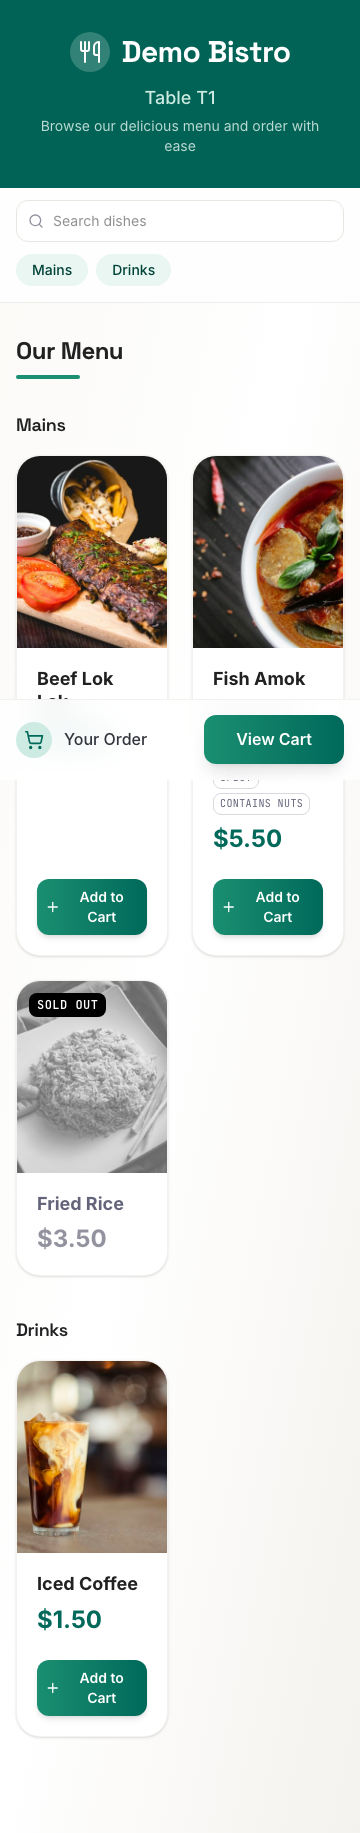 Demo Bistro
Table T1
Browse our delicious menu and order with
ease
Search dishes
Mains
Drinks
Our Menu
Mains
Beef Lok
Fish Amok
Your Order
View Cart
CONTAINS NUTS
$5.50
+ Add to
Cart
+ Add to
Cart
SOLD OUT
Fried Rice
$3.50
Drinks
Iced Coffee
$1.50
+ Add to
Cart